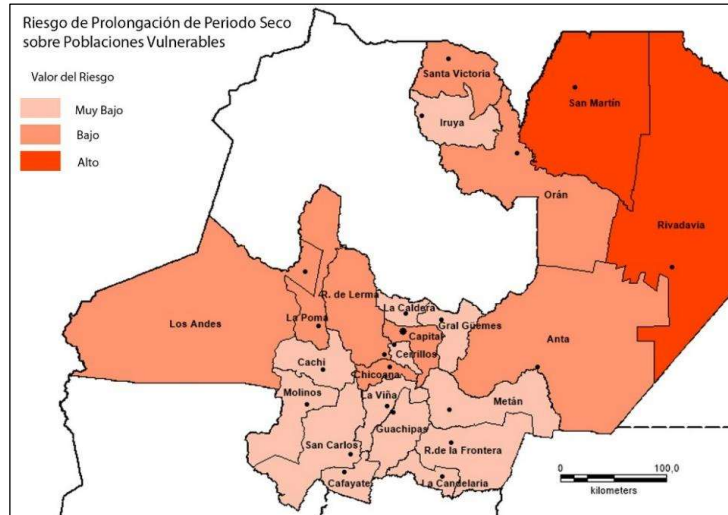 Riesgo de Prolongación de Periodo Seco
sobre Poblaciones Vulnerables
Valor del Riesgo
Muy Bajo
Bajo
Alto
Santa Victoria
Iruya
San Martín
Orán
Rivadavia
Los Andes
R. de Lerma
La Poma
La Caldera
Gral Güemes
Capital
Cerrillos
Anta
Cachi
Chicoana
Molinos
La Viña
Metán
Guachipas
San Carlos
R.de la Frontera
Cafayate
La Candelaria
0 100,0
kilometers